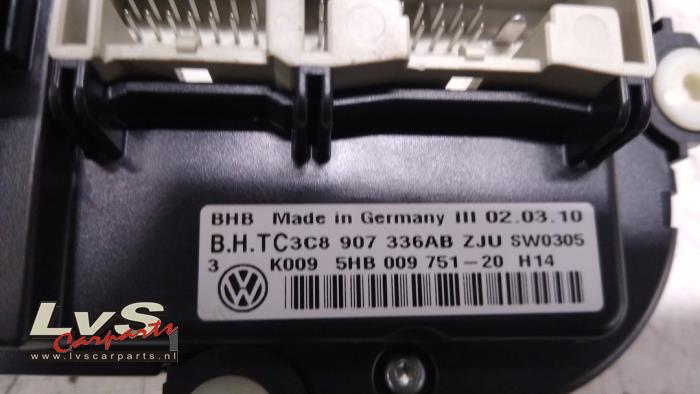 BHB Made in Germany III 02.03.10
B.H.TC3C8 907 336AB ZJU SW0305
3 K009 5HB 009 751-20 H14
LvS
Carparts
www.lvscarparts.nl